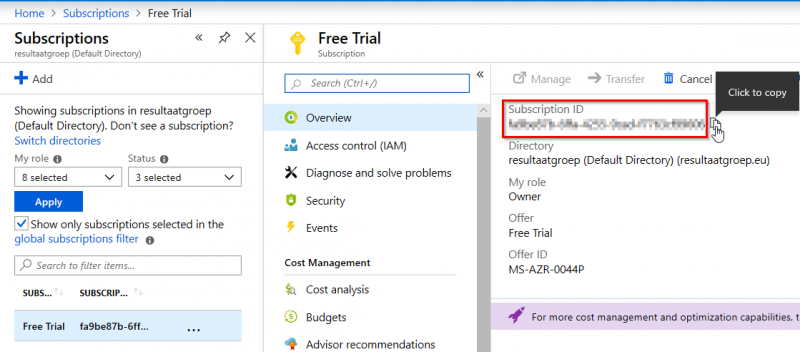 Home > Subscriptions > Free Trial
Subscriptions
resultaatgroep (Default Directory)
Add
Showing subscriptions in resultaatgroep
(Default Directory). Don't see a subscription?
Switch directories
My role
Status
8 selected
3 selected
Apply
Show only subscriptions selected in the
global subscriptions filter
Search to filter items...
SUBS...
SUBSCRIP...
Free Trial
fa9be87b-6ff...
...
Free Trial
Subscription
Search (Ctrl+/)
Overview
Access control (IAM)
Diagnose and solve problems
Security
Events
Cost Management
Cost analysis
Budgets
Advisor recommendations
Manage
Transfer
Cancel
Click to copy
Subscription ID
Directory
resultaatgroep (Default Directory) (resultaatgroep.eu)
My role
Owner
Offer
Free Trial
Offer ID
MS-AZR-0044P
For more cost management and optimization capabilities, t